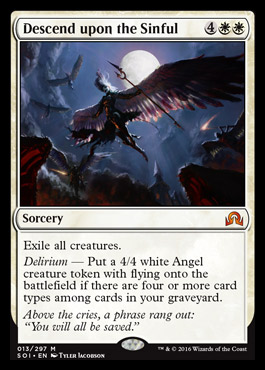 Descend upon the Sinful 4
Sorcery
Exile all creatures.
Delirium — Put a 4/4 white Angel
creature token with flying onto the
battlefield if there are four or more card
types among cards in your graveyard.
Above the cries, a phrase rang out:
“You will all be saved.”
013/297 M
SOI • EN Tyler Jacobson
™ & © 2016 Wizards of the Coast